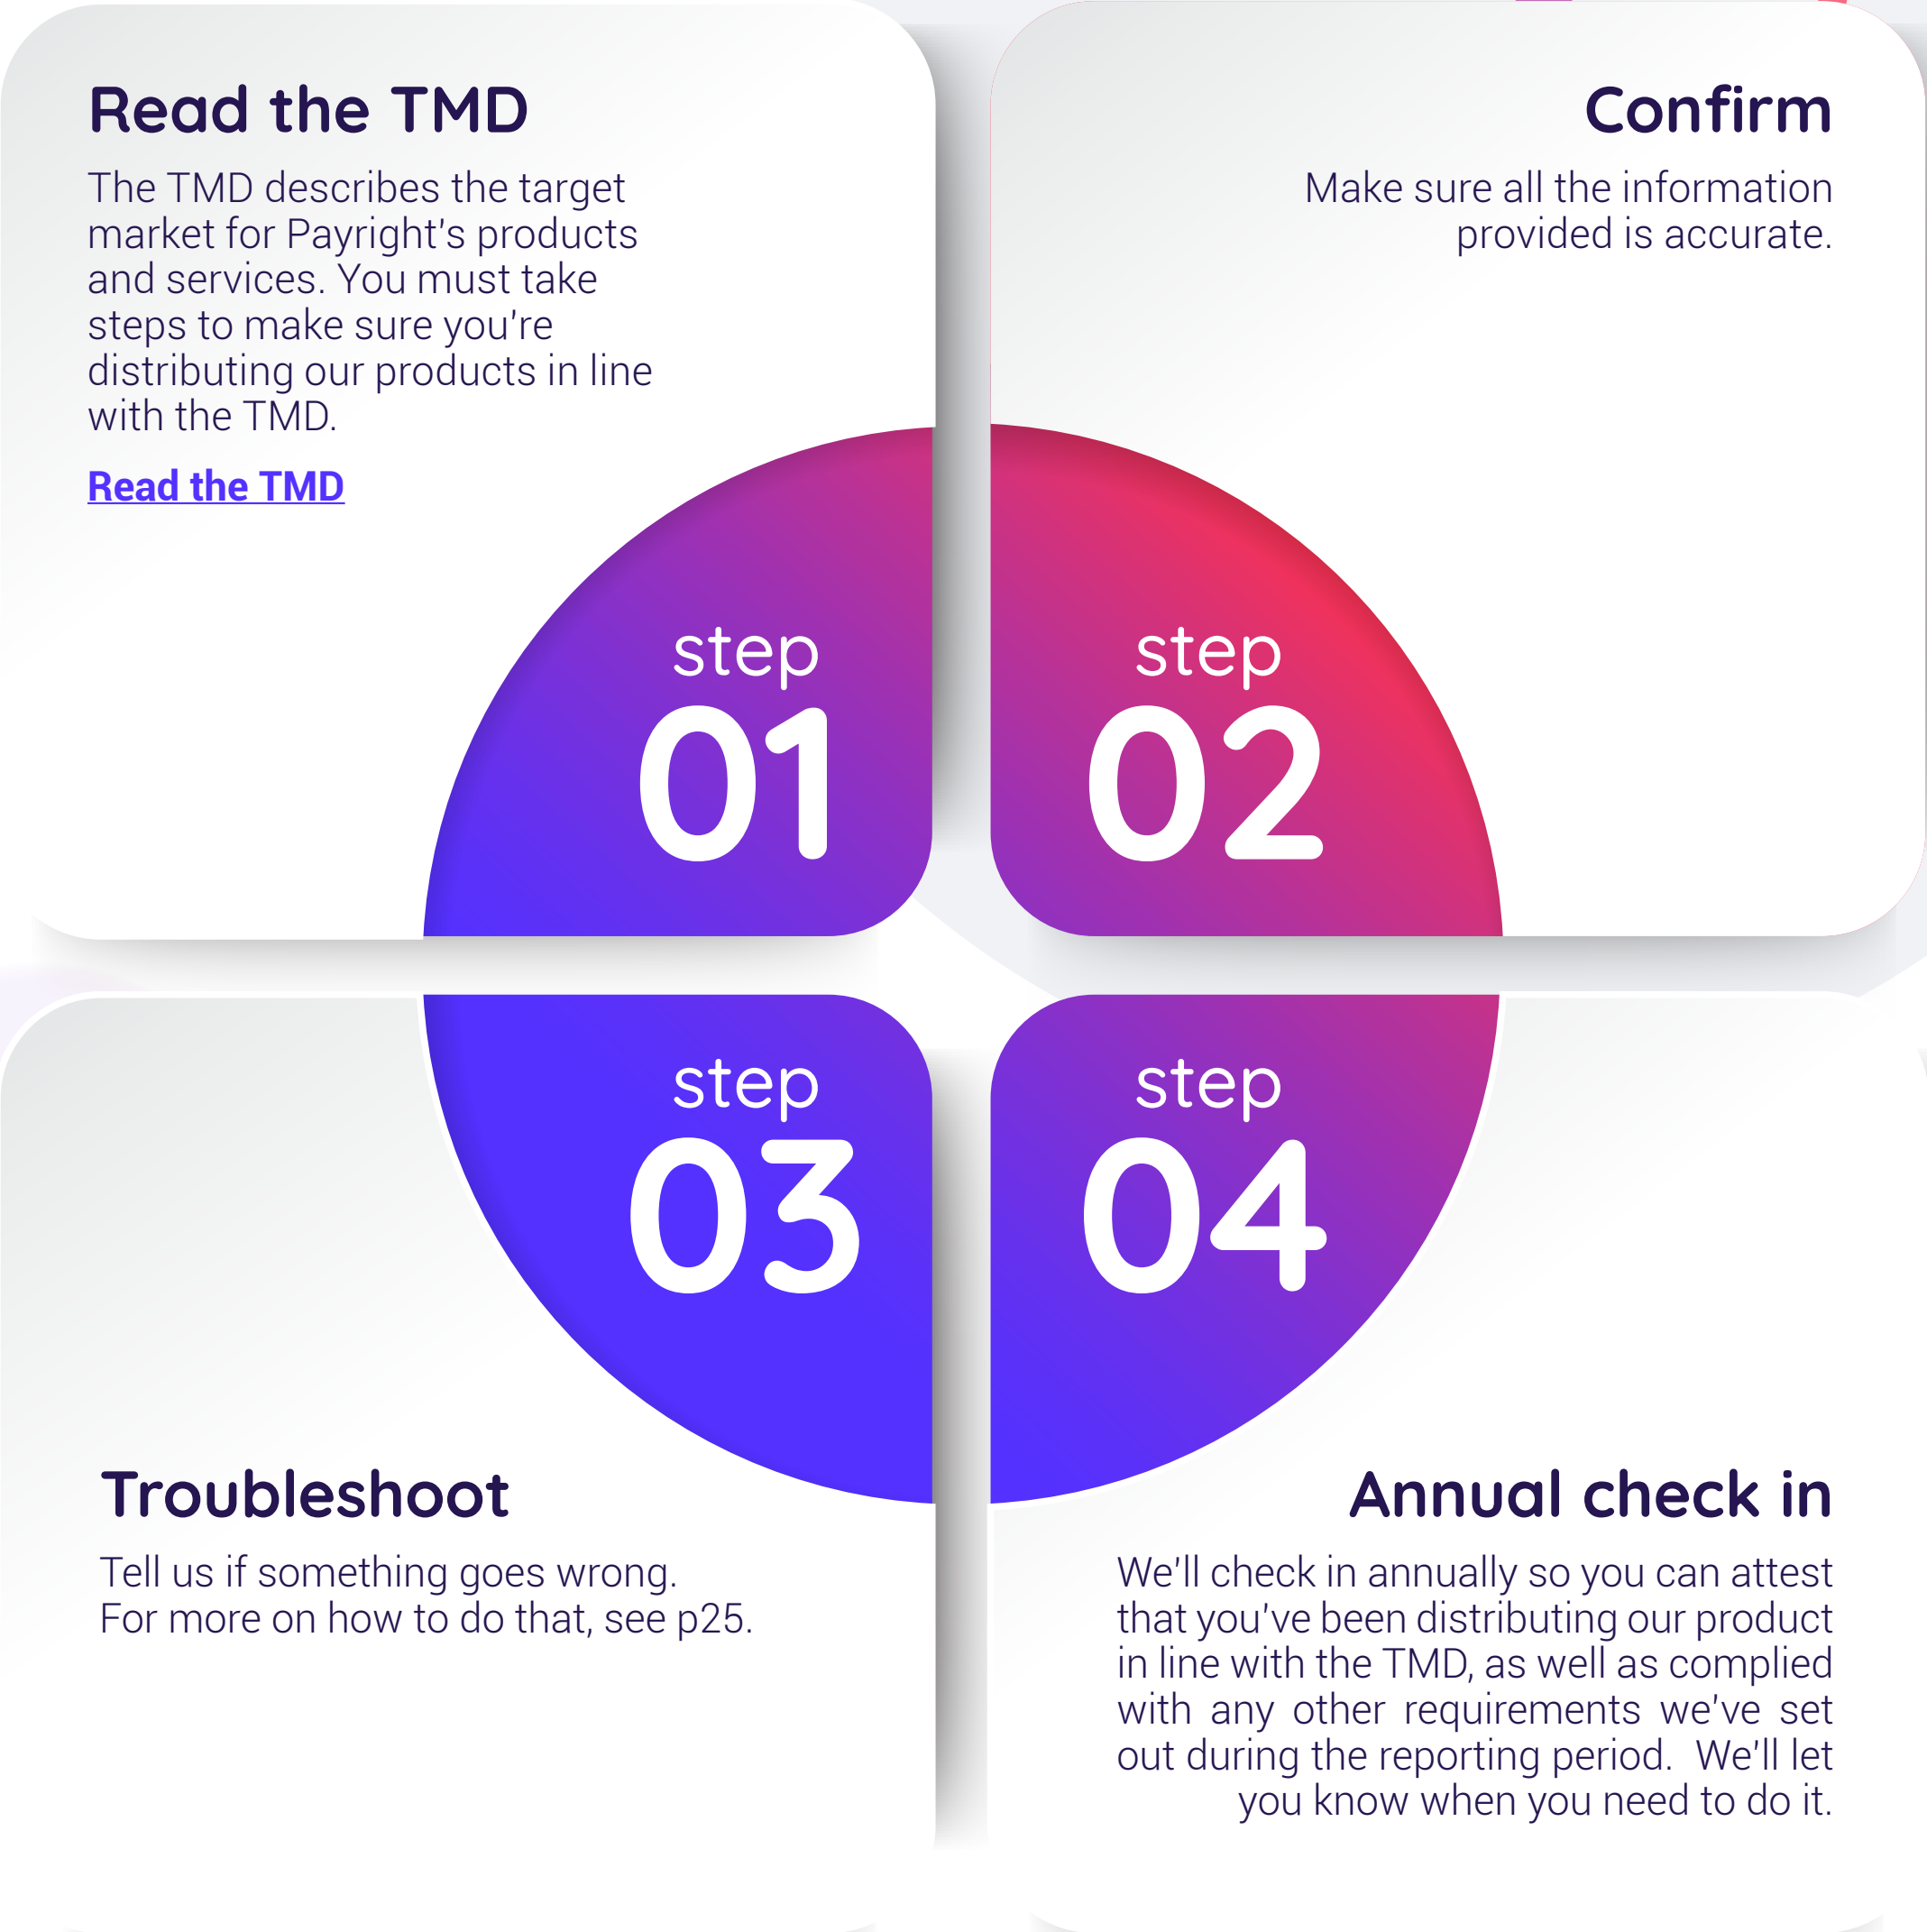 Read the TMD
The TMD describes the target
market for Payright's products
and services. You must take
steps to make sure you're
distributing our products in line
with the TMD.
Read the TMD
step
01
Confirm
Make sure all the information
provided is accurate.
step
02
step
03
Troubleshoot
Tell us if something goes wrong.
For more on how to do that, see p25.
step
04
Annual check in
We'll check in annually so you can attest
that you've been distributing our product
in line with the TMD, as well as complied
with any other requirements we've set
out during the reporting period.  We'll let
you know when you need to do it.